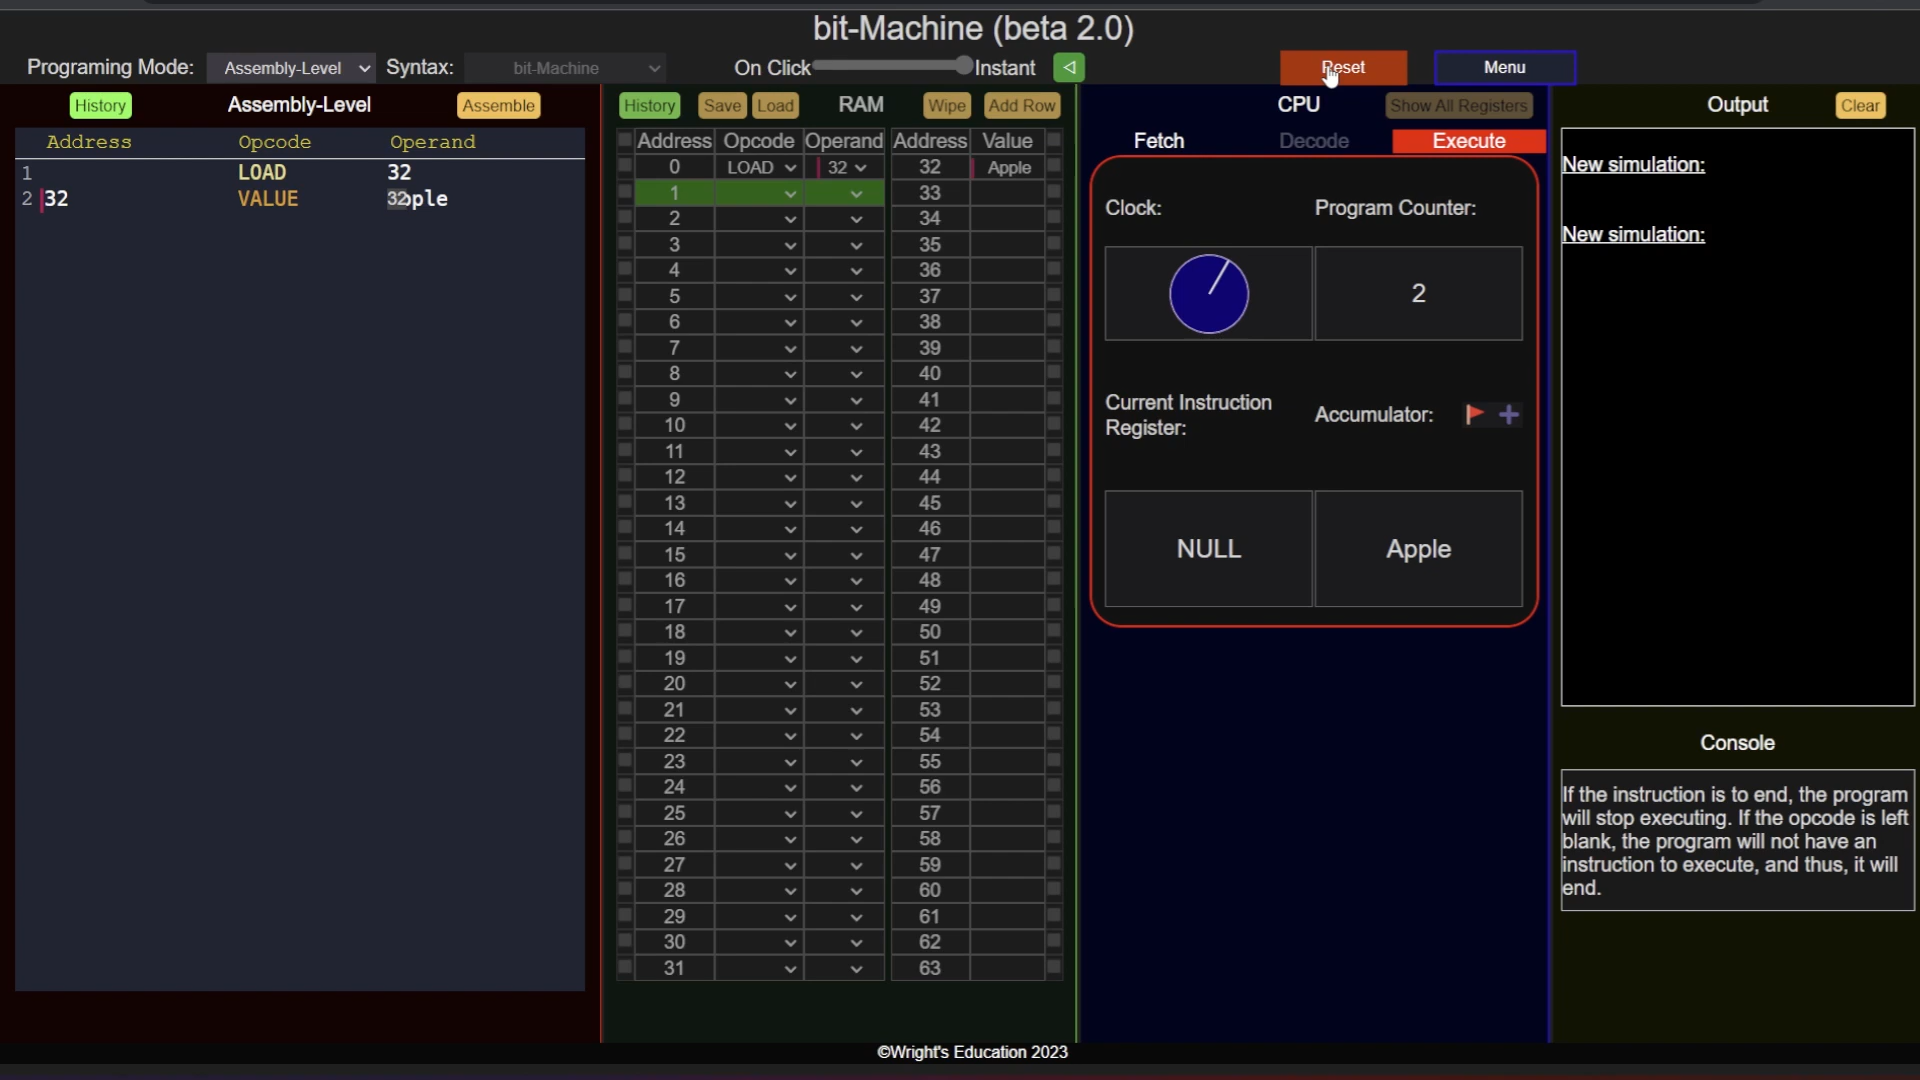 bit-Machine (beta 2.0)
Programing Mode: Assembly-Level Syntax: bit-Machine On Click Instant Reset Menu
History Assembly-Level Assemble
Address Opcode Operand
1 LOAD 32
2 32 VALUE 32pple
History Save Load RAM Wipe Add Row
Address Opcode Operand Address Value
0 LOAD 32 32 Apple
1 33
2 34
3 35
4 36
5 37
6 38
7 39
8 40
9 41
10 42
11 43
12 44
13 45
14 46
15 47
16 48
17 49
18 50
19 51
20 52
21 53
22 54
23 55
24 56
25 57
26 58
27 59
28 60
29 61
30 62
31 63
CPU Show All Registers
Fetch Decode Execute
Clock: Program Counter:
2
Current Instruction
Register:
Accumulator:
NULL Apple
Output Clear
New simulation:
New simulation:
Console
If the instruction is to end, the program
will stop executing. If the opcode is left
blank, the program will not have an
instruction to execute, and thus, it will
end.
©Wright's Education 2023